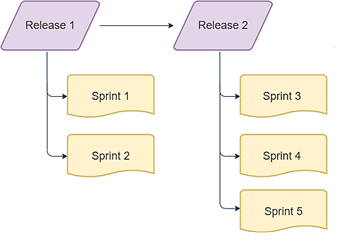 Release 1
Release 2
Sprint 1
Sprint 2
Sprint 3
Sprint 4
Sprint 5